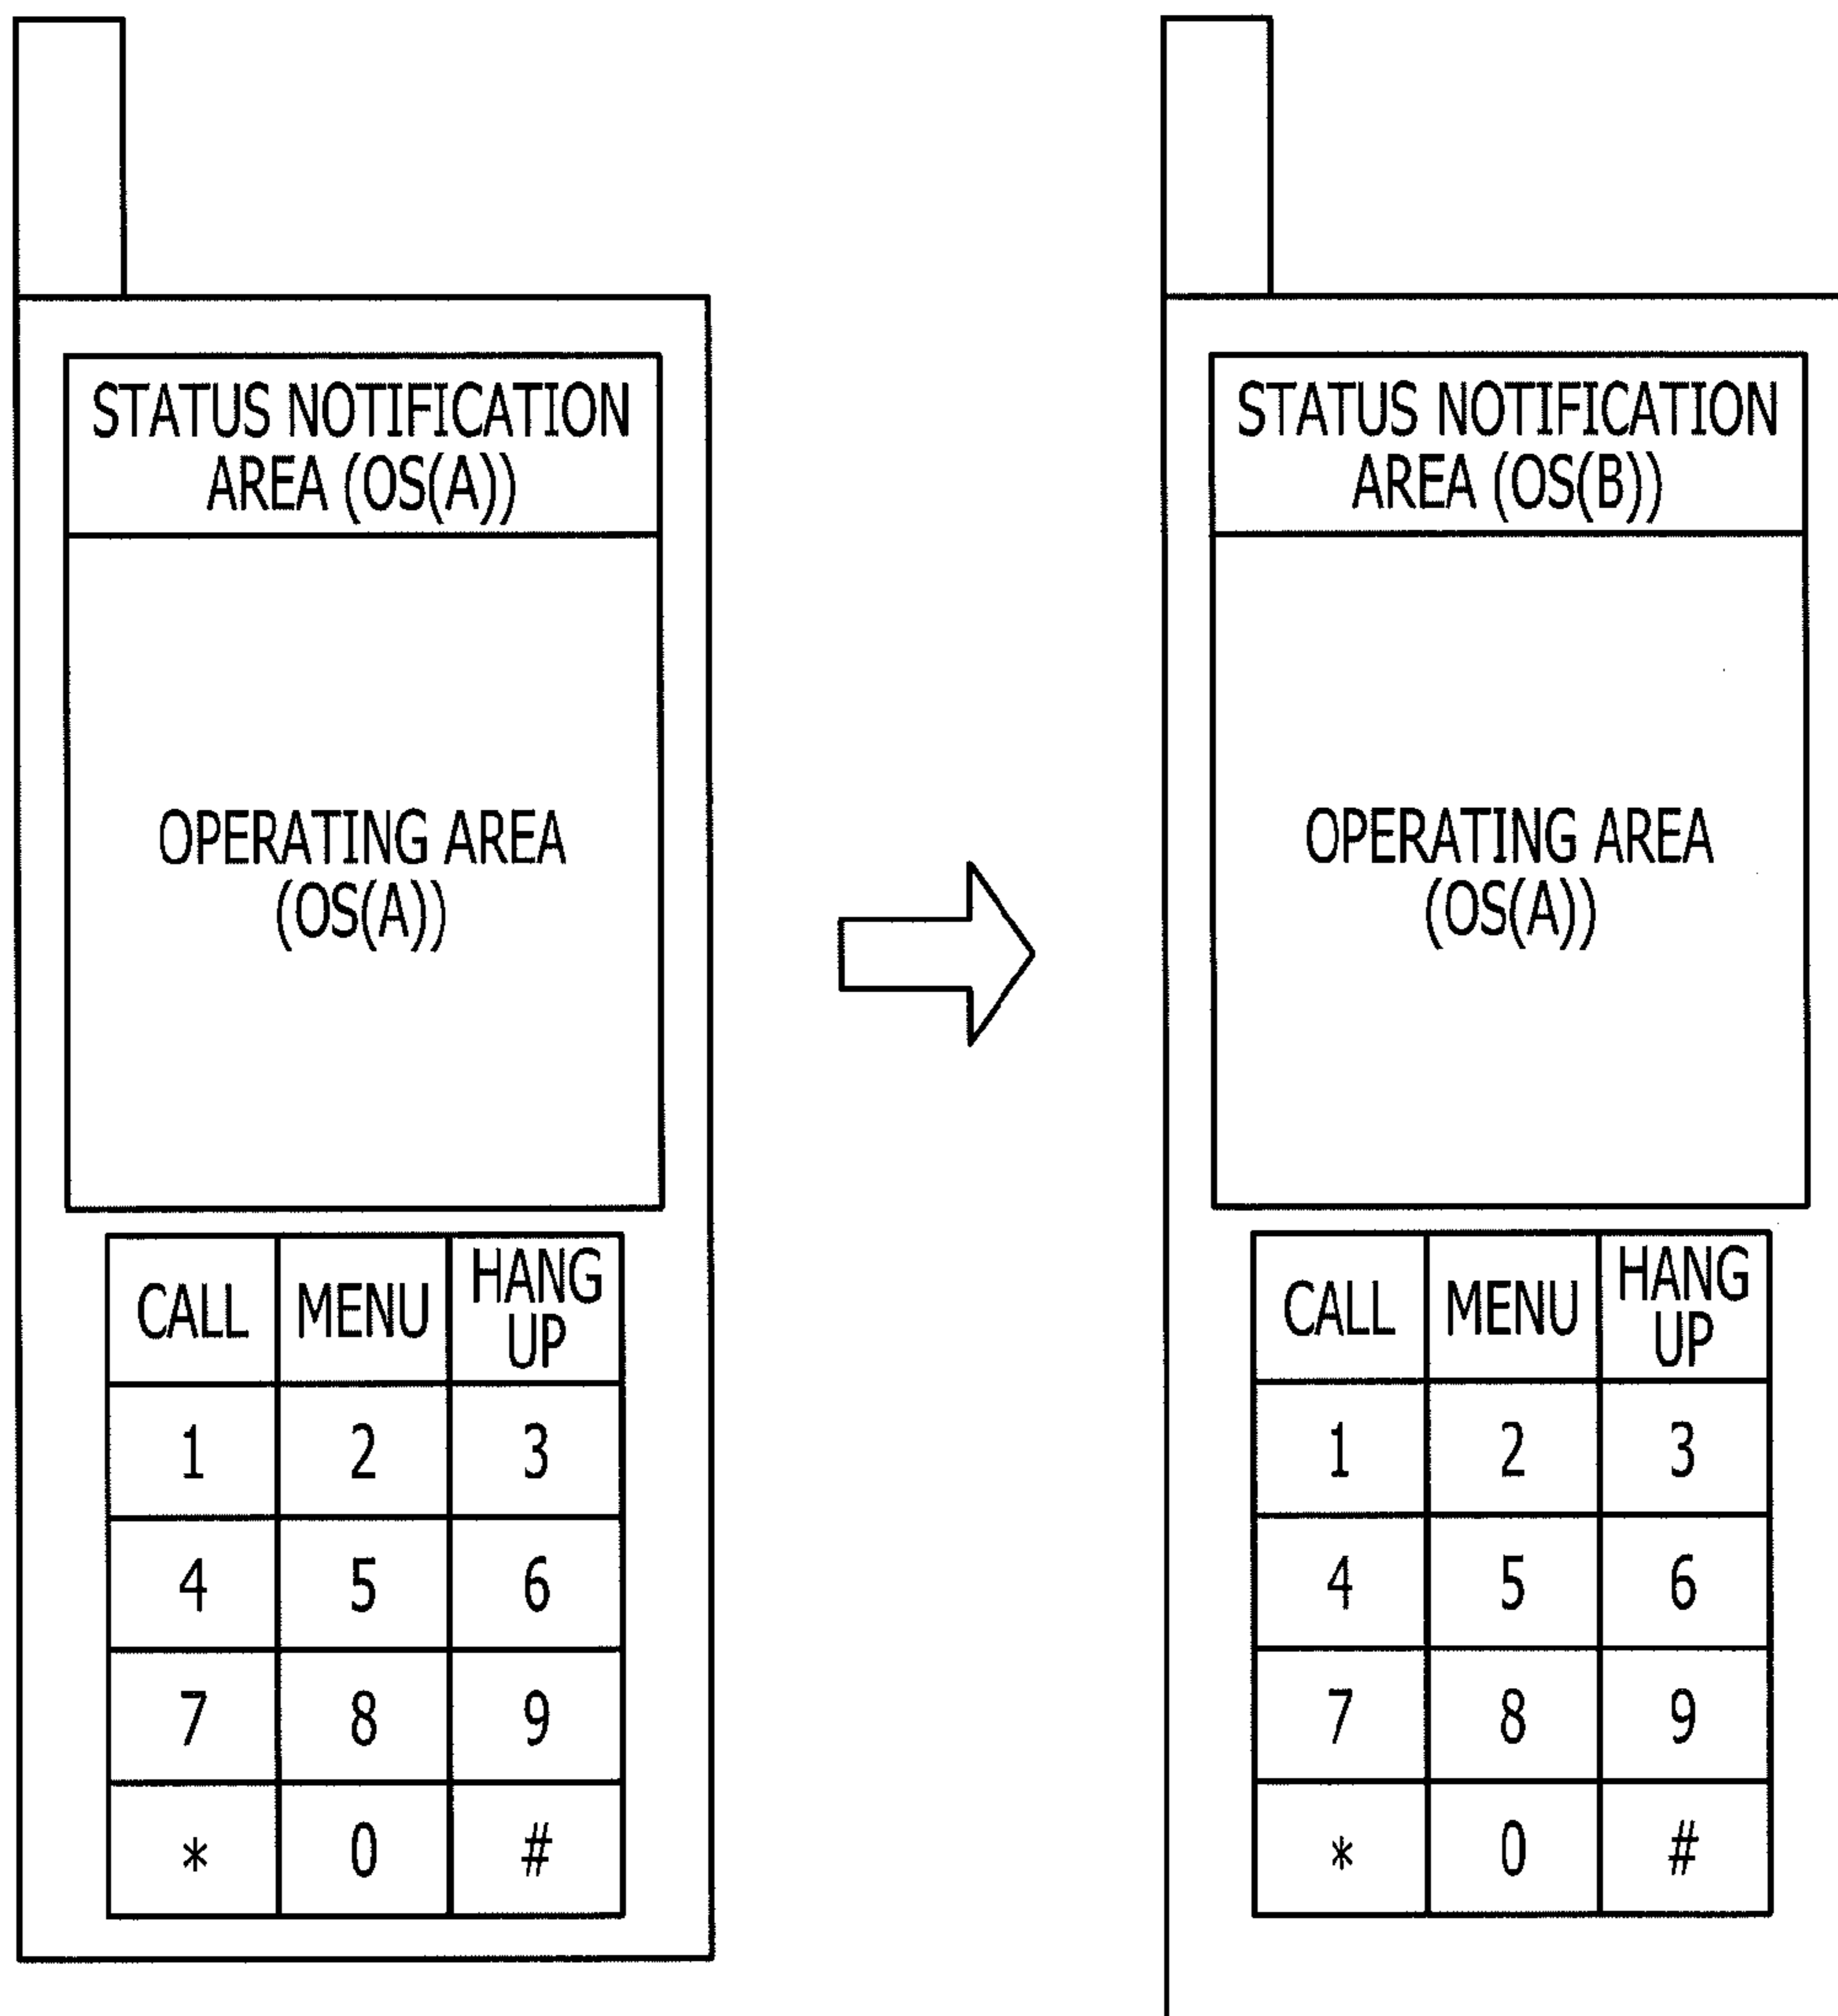 STATUS NOTIFICATION
AREA (OS(A))
OPERATING AREA
(OS(A))
CALL MENU HANG UP
1 2 3
4 5 6
7 8 9
* 0 #
STATUS NOTIFICATION
AREA (OS(B))
OPERATING AREA
(OS(A))
CALL MENU HANG UP
1 2 3
4 5 6
7 8 9
* 0 #